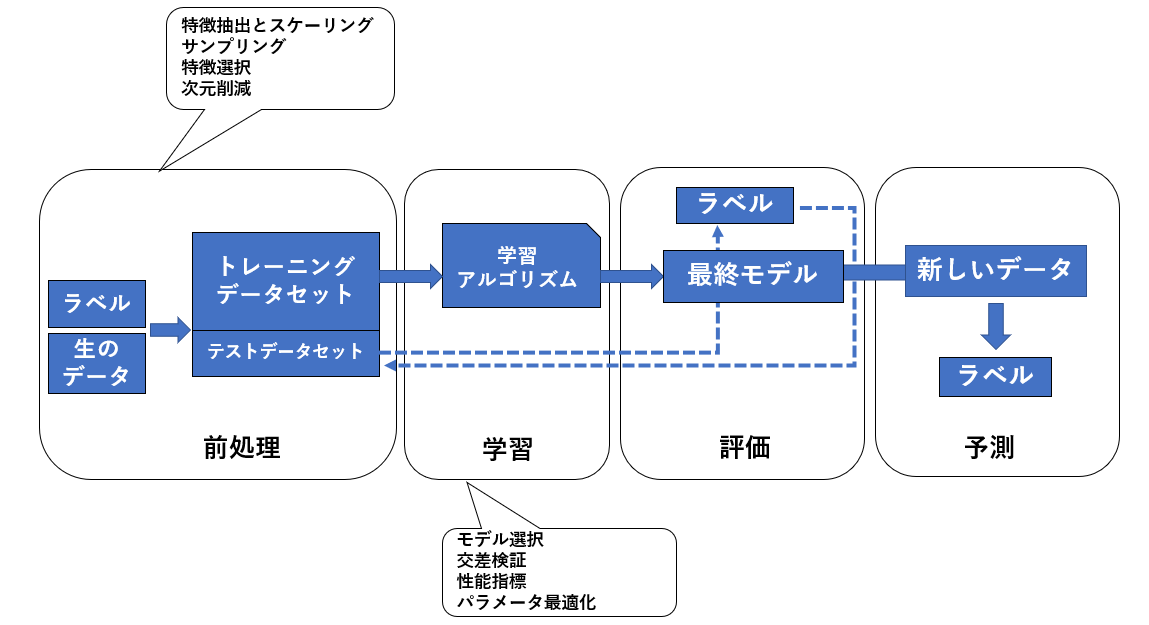 特徴抽出とスケーリング
サンプリング
特徴選択
次元削減
ラベル
生の
データ
トレーニング
データセット
テストデータセット
前処理
学習
アルゴリズム
学習
ラベル
最終モデル
評価
新しいデータ
ラベル
予測
モデル選択
交差検証
性能指標
パラメータ最適化